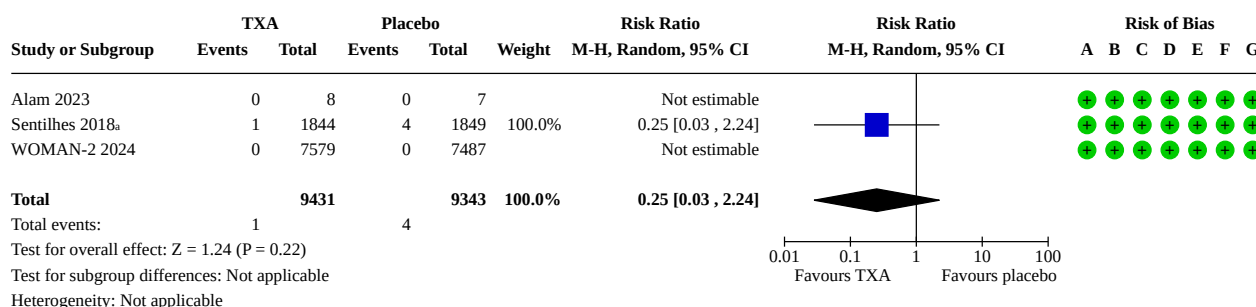 TXA Placebo Risk Ratio Risk Ratio Risk of Bias
Study or Subgroup Events Total Events Total Weight M-H, Random, 95% CI M-H, Random, 95% CI A B C D E F G
Alam 2023 0 8 0 7 Not estimable + + + + + + +
Sentilhes 2018a 1 1844 4 1849 100.0% 0.25 [0.03 , 2.24] + + + + + + +
WOMAN-2 2024 0 7579 0 7487 Not estimable + + + + + + +
Total 9431 9343 100.0% 0.25 [0.03 , 2.24]
Total events: 1 4
Test for overall effect: Z = 1.24 (P = 0.22)
0.01 0.1 1 10 100
Test for subgroup differences: Not applicable Favours TXA Favours placebo
Heterogeneity: Not applicable